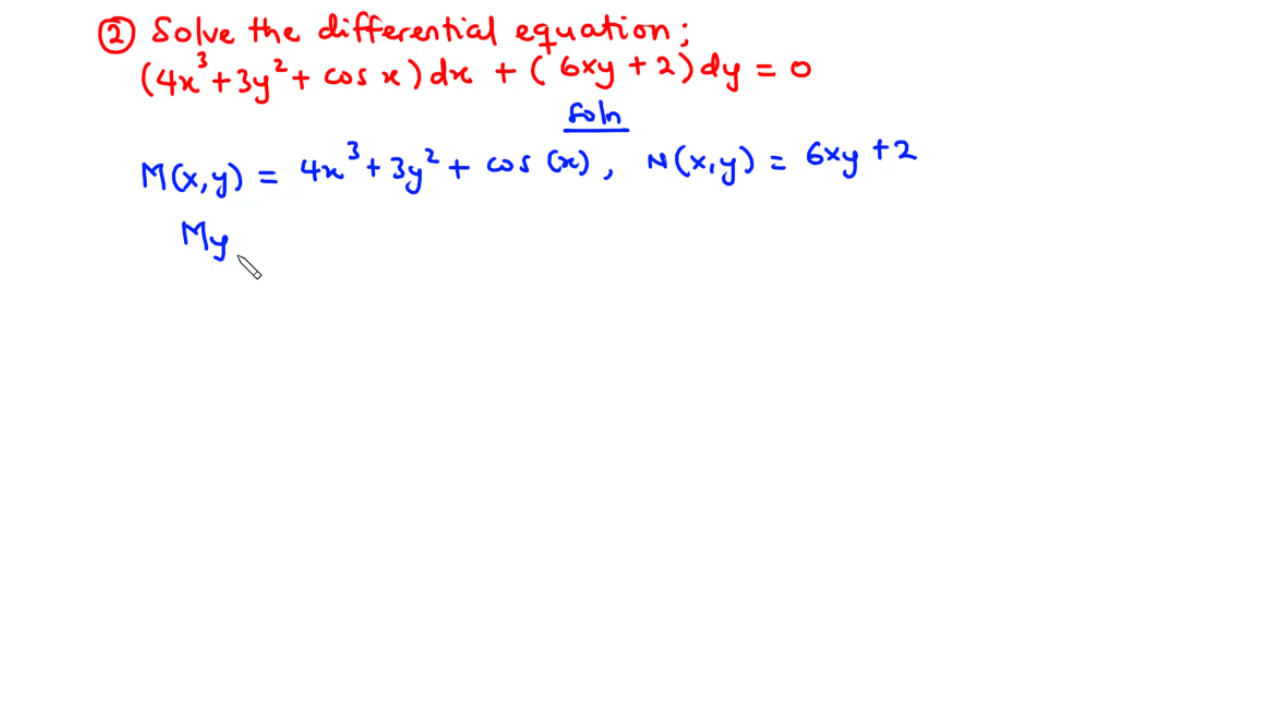 ② Solve the differential equation;
(4x³+3y²+ cos x) dx + (6xy +2) dy = 0
Soln
M(x,y) = 4x³+3y²+ cos (x), N(x,y) = 6xy +2
My